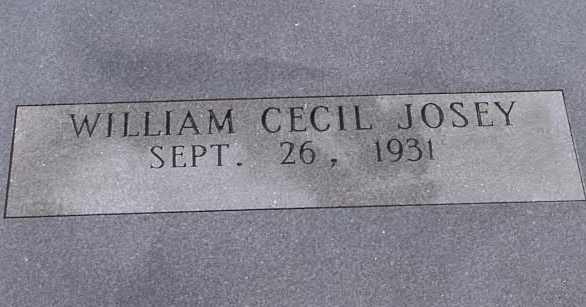 WILLIAM CECIL JOSEY
SEPT. 26, 1931